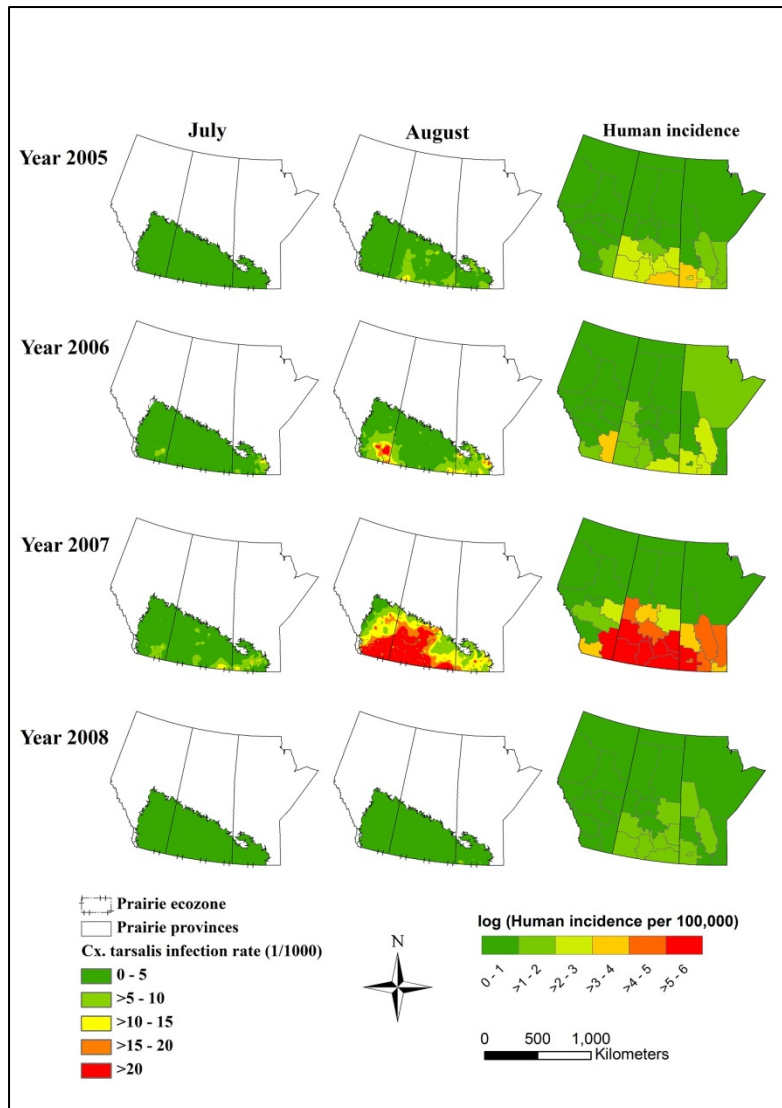 July August Human incidence
Year 2005
Year 2006
Year 2007
Year 2008
Prairie ecozone
Prairie provinces
Cx. tarsalis infection rate (1/1000)
0 - 5
>5 - 10
>10 - 15
>15 - 20
>20
N
log (Human incidence per 100,000)
0 - 1 >1 - 2 >2 - 3 >3 - 4 >4 - 5 >5 - 6
0 500 1,000
Kilometers